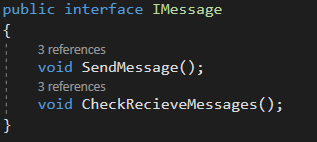 public interface IMessage
{
3 references
void SendMessage();
3 references
void CheckRecieveMessages();
}